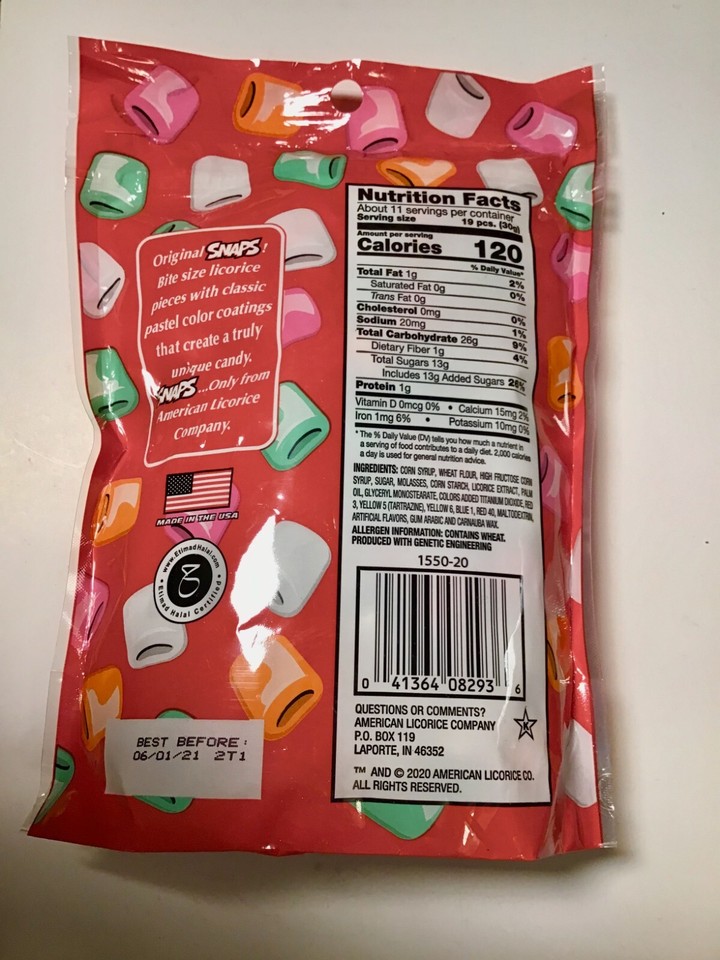 Original SNAPS!
Bite size licorice
pieces with classic
pastel color coatings
that create a truly
unique candy.
SNAPS...Only from
American Licorice
Company.
MADE IN THE USA
www.EtimadHalal.com
• Etimad Halal Certified •
BEST BEFORE:
06/01/21 2T1
Nutrition Facts
About 11 servings per container
Serving size 19 pcs. (30g)
Amount per serving
Calories 120
% Daily Value*
Total Fat 1g 2%
Saturated Fat 0g 0%
Trans Fat 0g
Cholesterol 0mg 0%
Sodium 20mg 1%
Total Carbohydrate 26g 9%
Dietary Fiber 1g 4%
Total Sugars 13g
Includes 13g Added Sugars 26%
Protein 1g
Vitamin D 0mcg 0% • Calcium 15mg 2%
Iron 1mg 6% • Potassium 10mg 0%
* The % Daily Value (DV) tells you how much a nutrient in
a serving of food contributes to a daily diet. 2,000 calories
a day is used for general nutrition advice.
INGREDIENTS: CORN SYRUP, WHEAT FLOUR, HIGH FRUCTOSE CORN
SYRUP, SUGAR, MOLASSES, CORN STARCH, LICORICE EXTRACT, PALM
OIL, GLYCERYL MONOSTEARATE, COLORS ADDED TITANIUM DIOXIDE, RED
3, YELLOW 5 (TARTRAZINE), YELLOW 6, BLUE 1, RED 40, MALTODEXTRIN,
ARTIFICIAL FLAVORS, GUM ARABIC AND CARNAUBA WAX.
ALLERGEN INFORMATION: CONTAINS WHEAT.
PRODUCED WITH GENETIC ENGINEERING
1550-20
0 41364 08293 6
QUESTIONS OR COMMENTS?
AMERICAN LICORICE COMPANY
P.O. BOX 119
LAPORTE, IN 46352
K
™ AND © 2020 AMERICAN LICORICE CO.
ALL RIGHTS RESERVED.